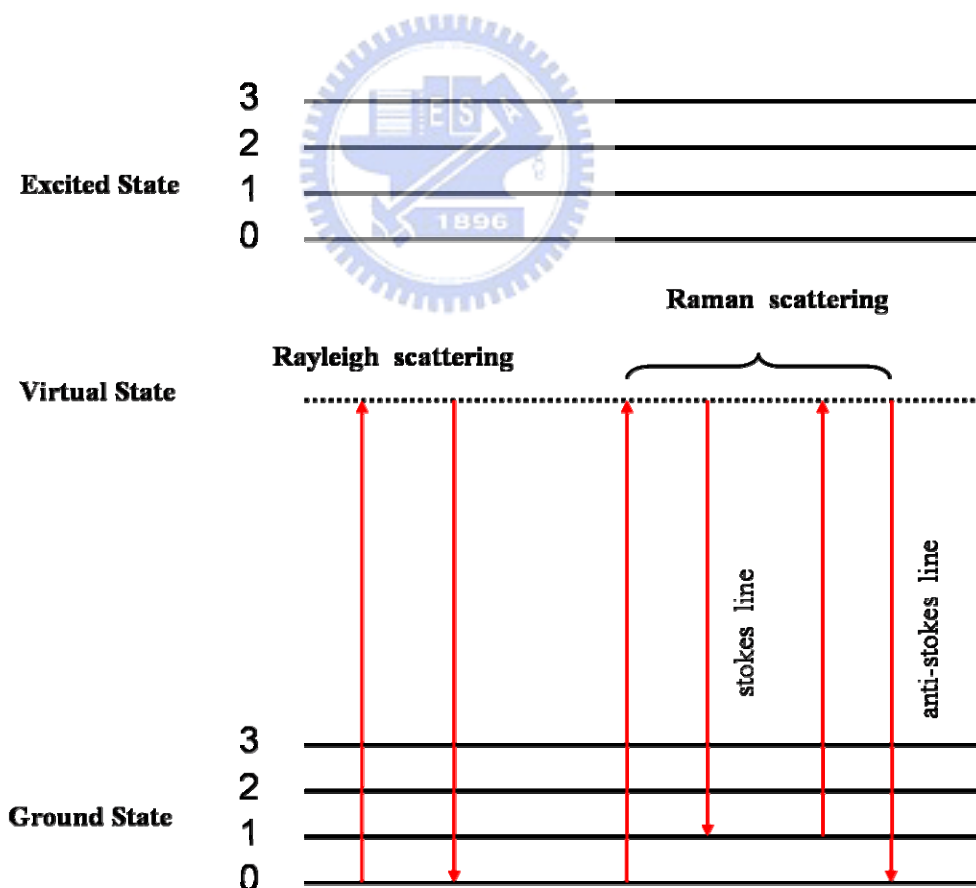 3
2
Excited State
1
0
E S A
1896
Raman scattering
Rayleigh scattering
Virtual State
stokes line
anti-stokes line
3
2
Ground State
1
0